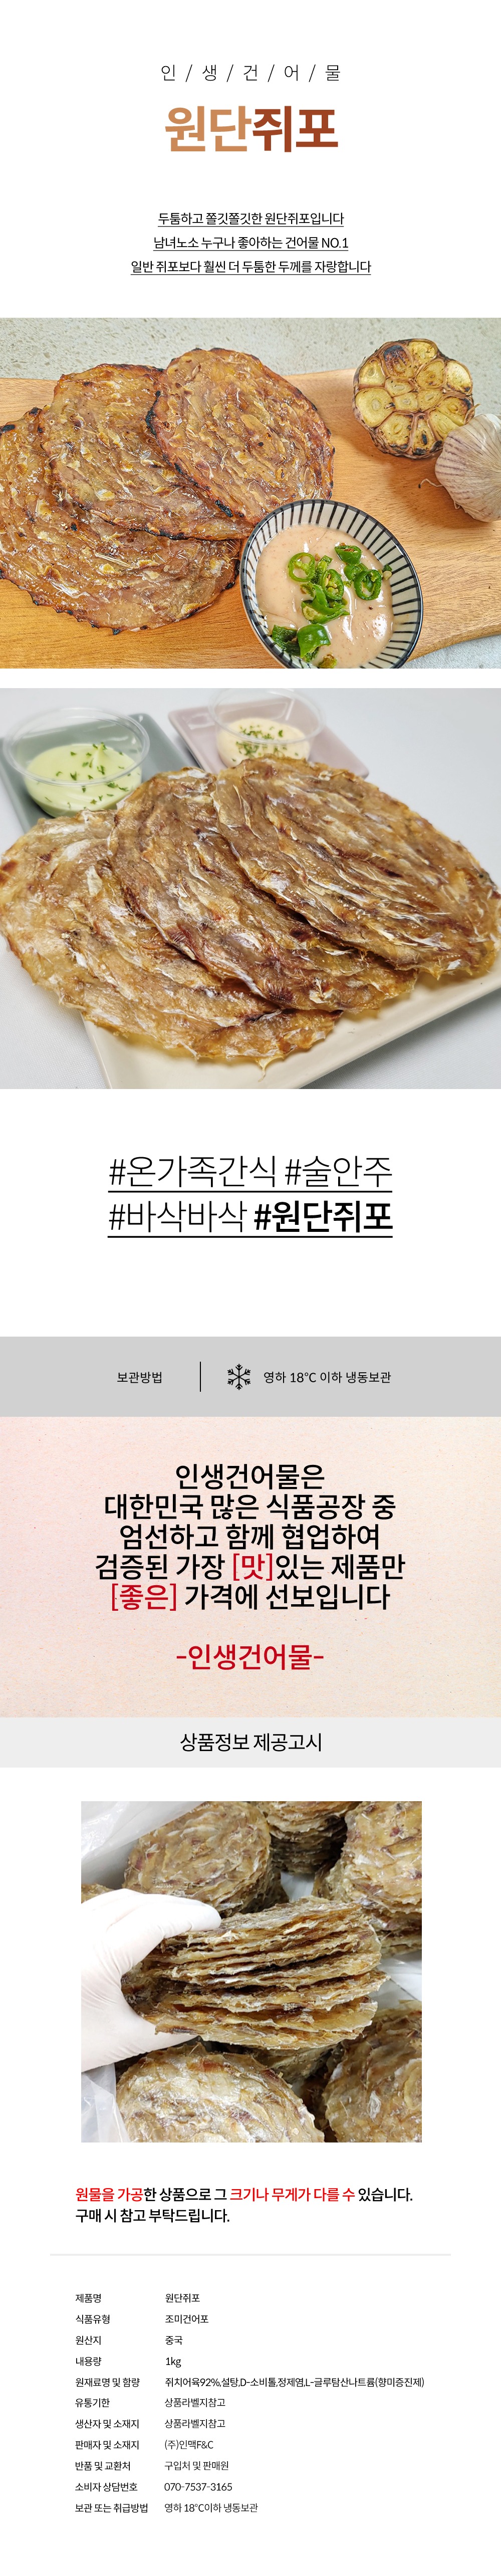 인 / 생 / 건 / 어 / 물
원단쥐포
두툼하고 쫄깃쫄깃한 원단쥐포입니다
남녀노소 누구나 좋아하는 건어물 NO.1
일반 쥐포보다 훨씬 더 두툼한 두께를 자랑합니다
#온가족간식 #술안주
#바삭바삭 #원단쥐포
보관방법 영하 18℃ 이하 냉동보관
인생건어물은
대한민국 많은 식품공장 중
엄선하고 함께 협업하여
검증된 가장 [맛]있는 제품만
[좋은] 가격에 선보입니다
-인생건어물-
상품정보 제공고시
원물을 가공한 상품으로 그 크기나 무게가 다를 수 있습니다.
구매 시 참고 부탁드립니다.
제품명 원단쥐포
식품유형 조미건어포
원산지 중국
내용량 1kg
원재료명 및 함량 쥐치어육92%,설탕,D-소비톨,정제염,L-글루탐산나트륨(향미증진제)
유통기한 상품라벨지참고
생산자 및 소재지 상품라벨지참고
판매자 및 소재지 (주)인맥F&C
반품 및 교환처 구입처 및 판매원
소비자 상담번호 070-7537-3165
보관 또는 취급방법 영하 18℃이하 냉동보관